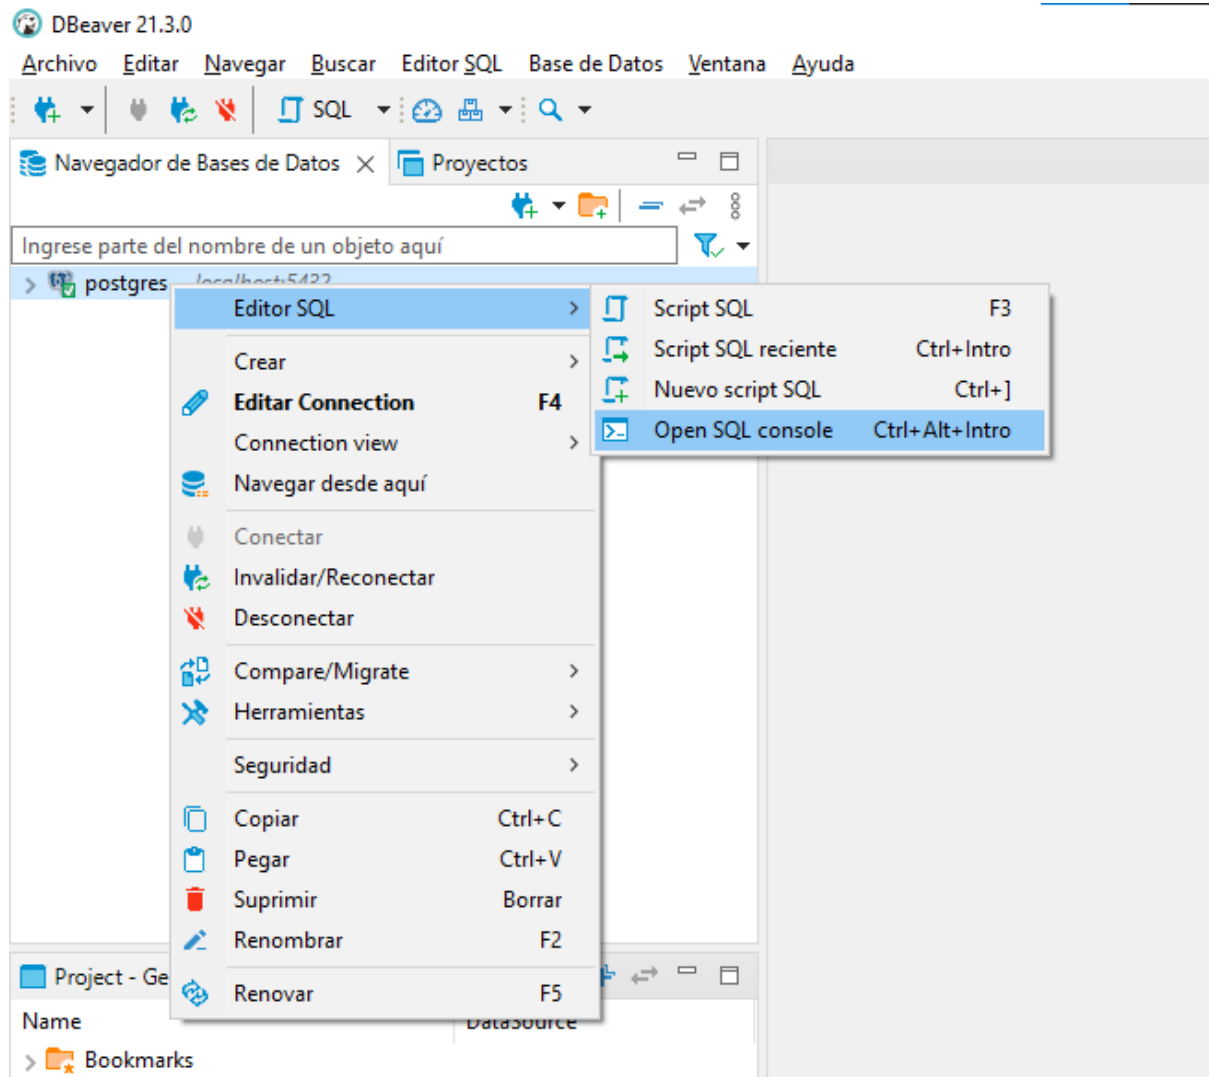 DBeaver 21.3.0
Archivo Editar Navegar Buscar Editor SQL Base de Datos Ventana Ayuda
SQL
Navegador de Bases de Datos Proyectos
Ingrese parte del nombre de un objeto aquí
postgres localhost:5432
Editor SQL
Crear
Editar Connection F4
Connection view
Navegar desde aquí
Conectar
Invalidar/Reconectar
Desconectar
Compare/Migrate
Herramientas
Seguridad
Copiar Ctrl+C
Pegar Ctrl+V
Suprimir Borrar
Renombrar F2
Renovar F5
Script SQL F3
Script SQL reciente Ctrl+Intro
Nuevo script SQL Ctrl+]
Open SQL console Ctrl+Alt+Intro
Project - Ge
Name DataSource
Bookmarks